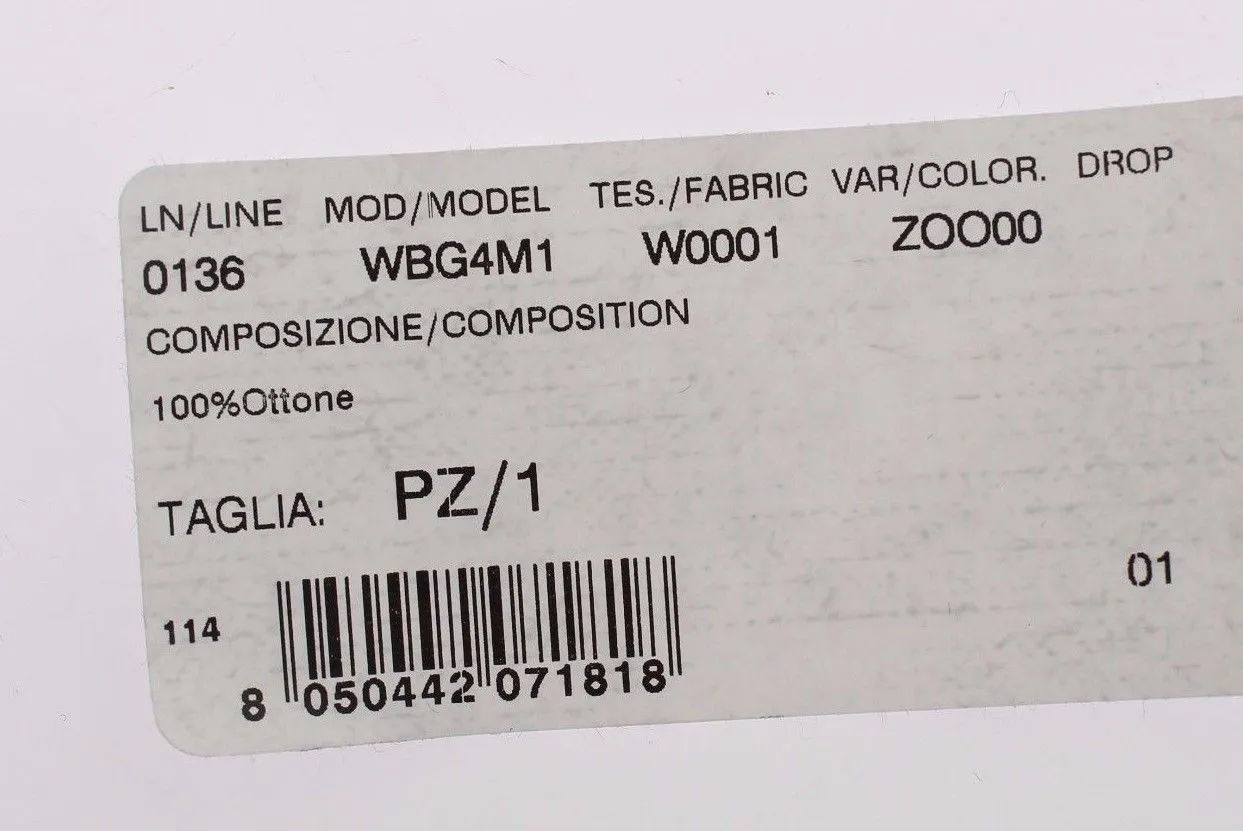 LN/LINE MOD/MODEL TES./FABRIC VAR/COLOR. DROP
0136 WBG4M1 W0001 ZOO00
COMPOSIZIONE/COMPOSITION
100%Ottone
TAGLIA: PZ/1
01
114
8 050442 071818